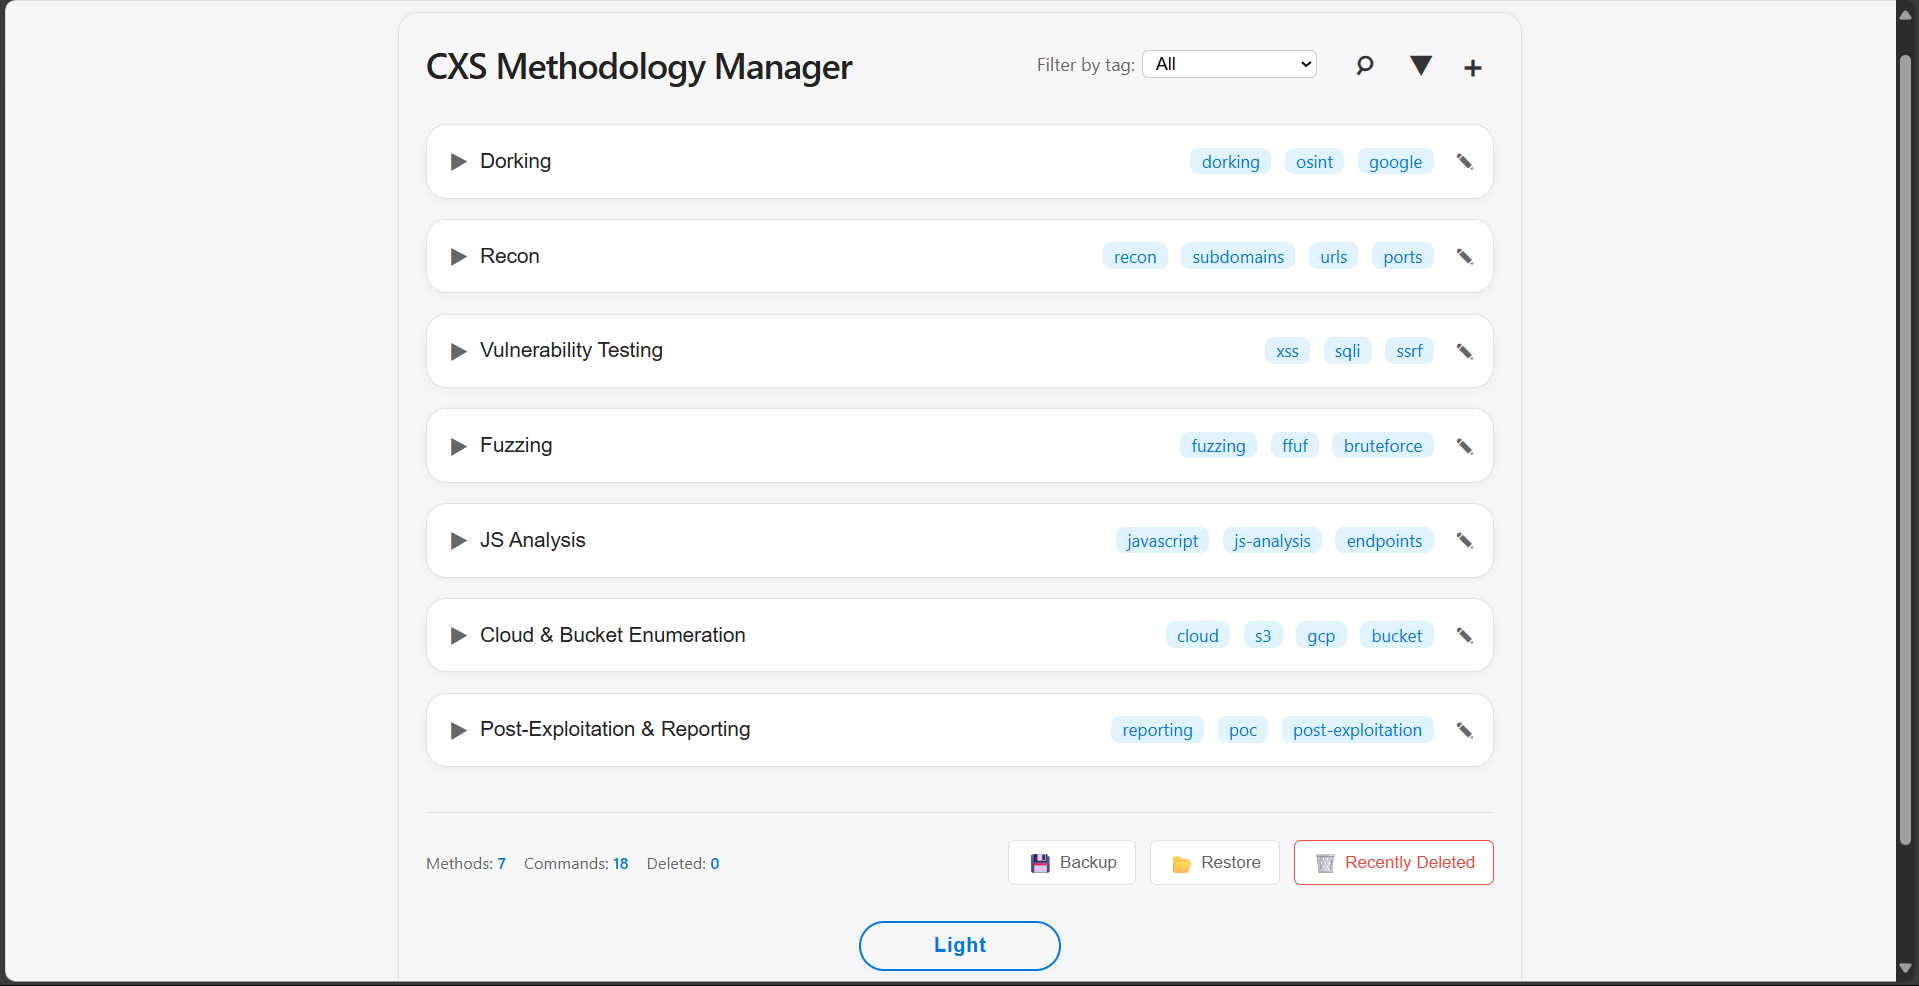 CXS Methodology Manager
Filter by tag: All
Dorking dorking osint google
Recon recon subdomains urls ports
Vulnerability Testing xss sqli ssrf
Fuzzing fuzzing ffuf bruteforce
JS Analysis javascript js-analysis endpoints
Cloud & Bucket Enumeration cloud s3 gcp bucket
Post-Exploitation & Reporting reporting poc post-exploitation
Methods: 7 Commands: 18 Deleted: 0 Backup Restore Recently Deleted
Light